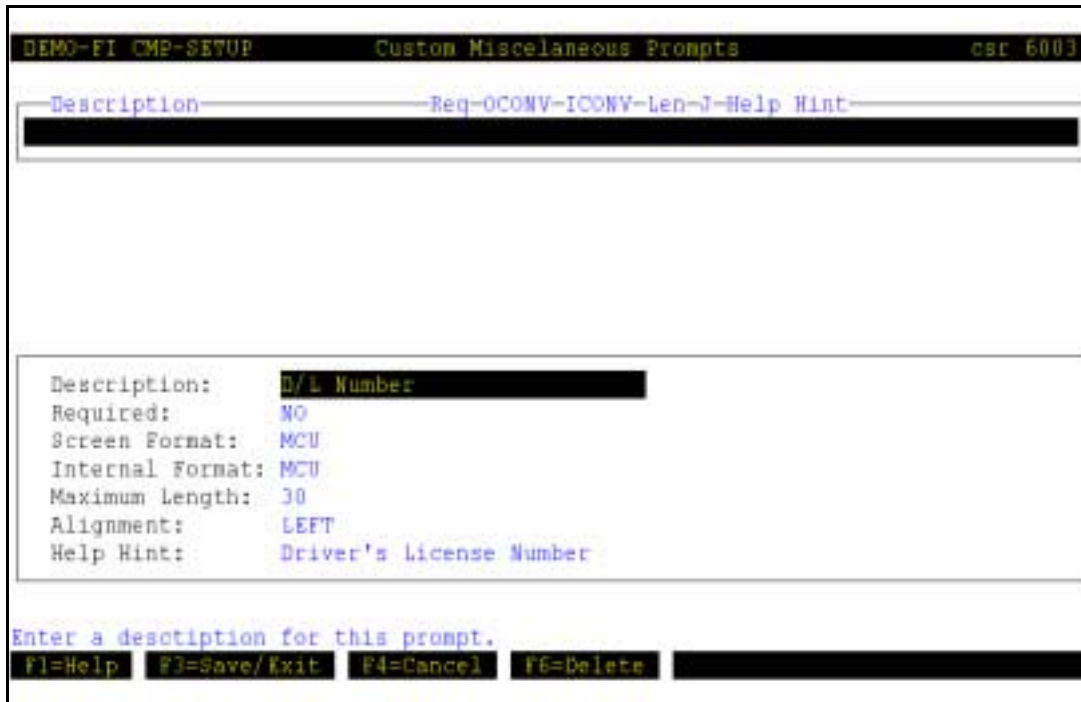 DEMO-FI CMP-SETUP Custom Miscelaneous Prompts csr 6003
Description Req-OCONV-ICONV-Len-J-Help Hint
Description: D/L Number
Required: NO
Screen Format: MCU
Internal Format: MCU
Maximum Length: 30
Alignment: LEFT
Help Hint: Driver's License Number
Enter a desctiption for this prompt.
F1=Help F3=Save/Exit F4=Cancel F6=Delete